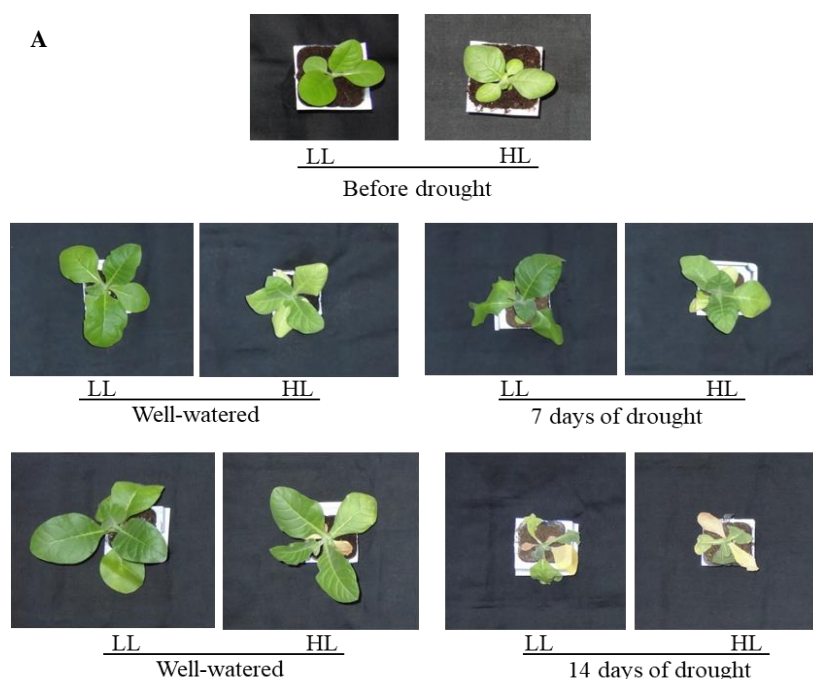 A
LL HL
Before drought
LL HL
Well-watered
LL HL
7 days of drought
LL HL
Well-watered
LL HL
14 days of drought